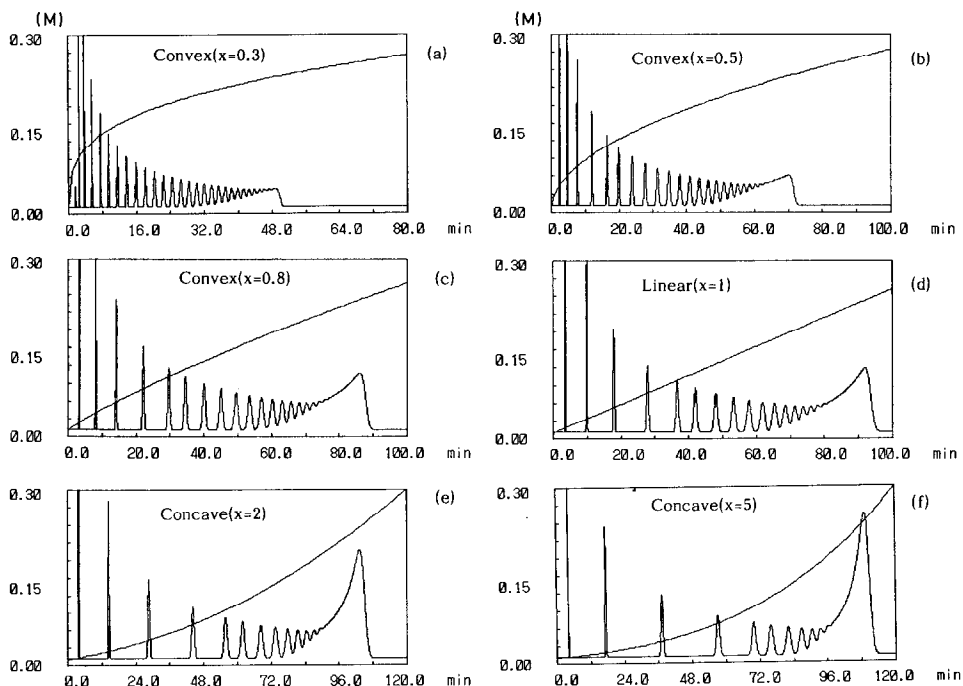 (M) (M)
0.30 Convex(x=0.3) (a) 0.30 Convex(x=0.5) (b)
0.15 0.15
0.00 0.00
0.0 16.0 32.0 48.0 64.0 80.0 min 0.0 20.0 40.0 60.0 80.0 100.0 min
0.30 Convex(x=0.8) (c) 0.30 Linear(x=1) (d)
0.15 0.15
0.00 0.00
0.0 20.0 40.0 60.0 80.0 100.0 min 0.0 20.0 40.0 60.0 80.0 100.0 min
0.30 Concave(x=2) (e) 0.30 Concave(x=5) (f)
0.15 0.15
0.00 0.00
0.0 24.0 48.0 72.0 96.0 120.0 min 0.0 24.0 48.0 72.0 96.0 120.0 min